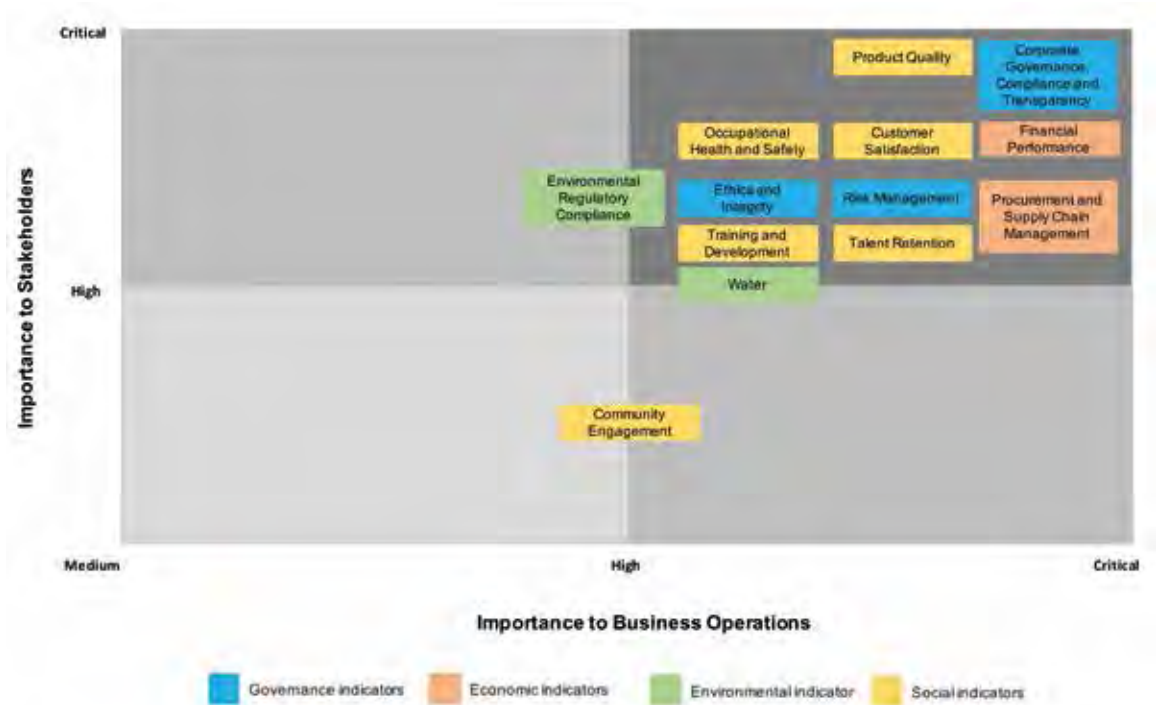 Critical
Product Quality
Corporate
Governance,
Compliance and
Transparency
Occupational
Health and Safety
Customer
Satisfaction
Financial
Performance
Environmental
Regulatory
Compliance
Ethics and
Integrity
Risk Management
Procurement and
Supply Chain
Management
Training and
Development
Talent Retention
Water
High
Importance to Stakeholders
Community
Engagement
Medium
High
Critical
Importance to Business Operations
Governance indicators
Economic indicators
Environmental indicator
Social indicators